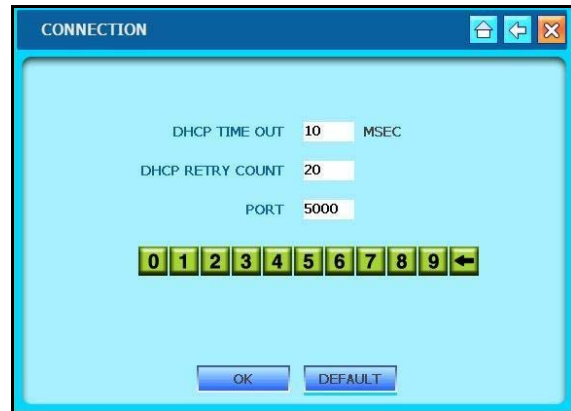 CONNECTION
DHCP TIME OUT 10 MSEC
DHCP RETRY COUNT 20
PORT 5000
0 1 2 3 4 5 6 7 8 9
OK DEFAULT